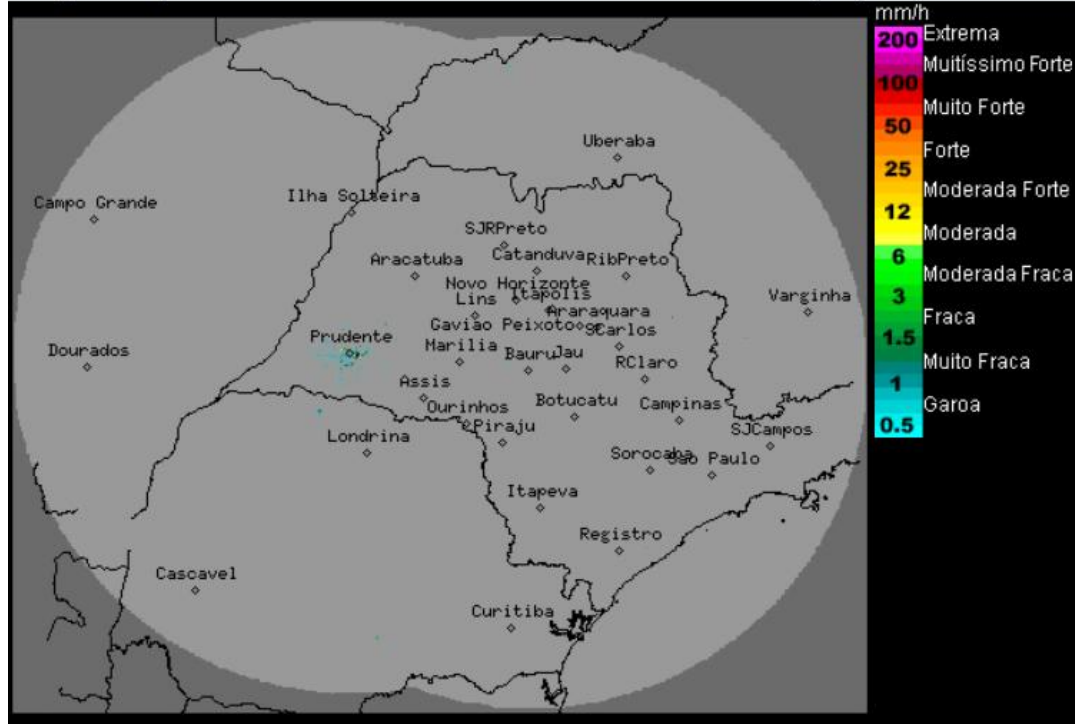 mm/h
200 Extrema
Muitíssimo Forte
100
Muito Forte
50
Forte
25
Moderada Forte
12
Moderada
6
Moderada Fraca
3
Fraca
1.5
Muito Fraca
1
Garoa
0.5
Uberaba
Campo Grande
Ilha Solteira
SJRPreto
Aracatuba
Catanduva
RibPreto
Novo Horizonte
Lins
Itapolis
Varginha
Araraquara
Gaviao Peixoto
SCarlos
Prudente
Dourados
Marilia
Bauru
Jau
RClaro
Assis
Ourinhos
Botucatu
Campinas
Piraju
SJCampos
Londrina
Sorocaba
Sao Paulo
Itapeva
Registro
Cascavel
Curitiba